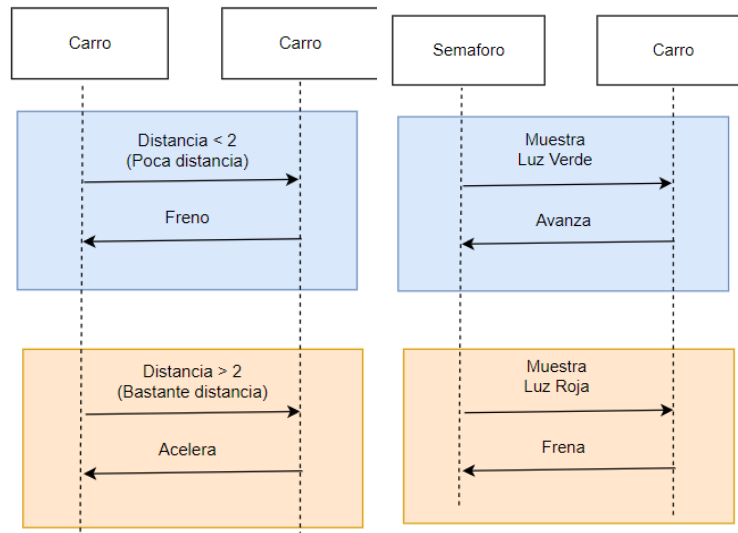 Carro
Carro
Distancia < 2
(Poca distancia)
Freno
Distancia > 2
(Bastante distancia)
Acelera
Semaforo
Carro
Muestra
Luz Verde
Avanza
Muestra
Luz Roja
Frena